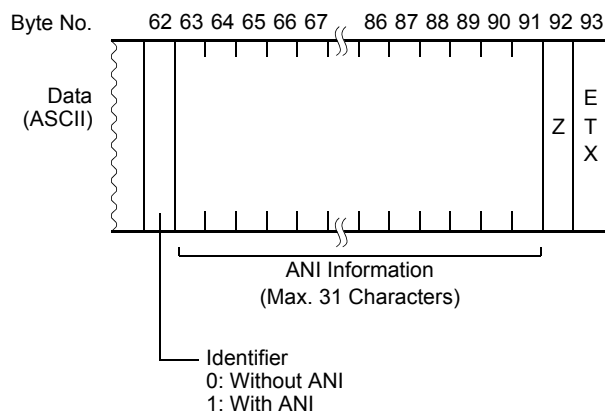 Byte No. 62 63 64 65 66 67 86 87 88 89 90 91 92 93
Data
(ASCII)
Z
E
T
X
ANI Information
(Max. 31 Characters)
Identifier
0: Without ANI
1: With ANI